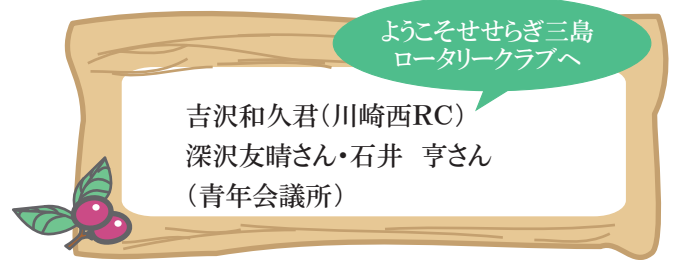 ようこそせせらぎ三島
ロータリークラブへ
吉沢和久君(川崎西RC)
深沢友晴さん・石井　亨さん
(青年会議所)